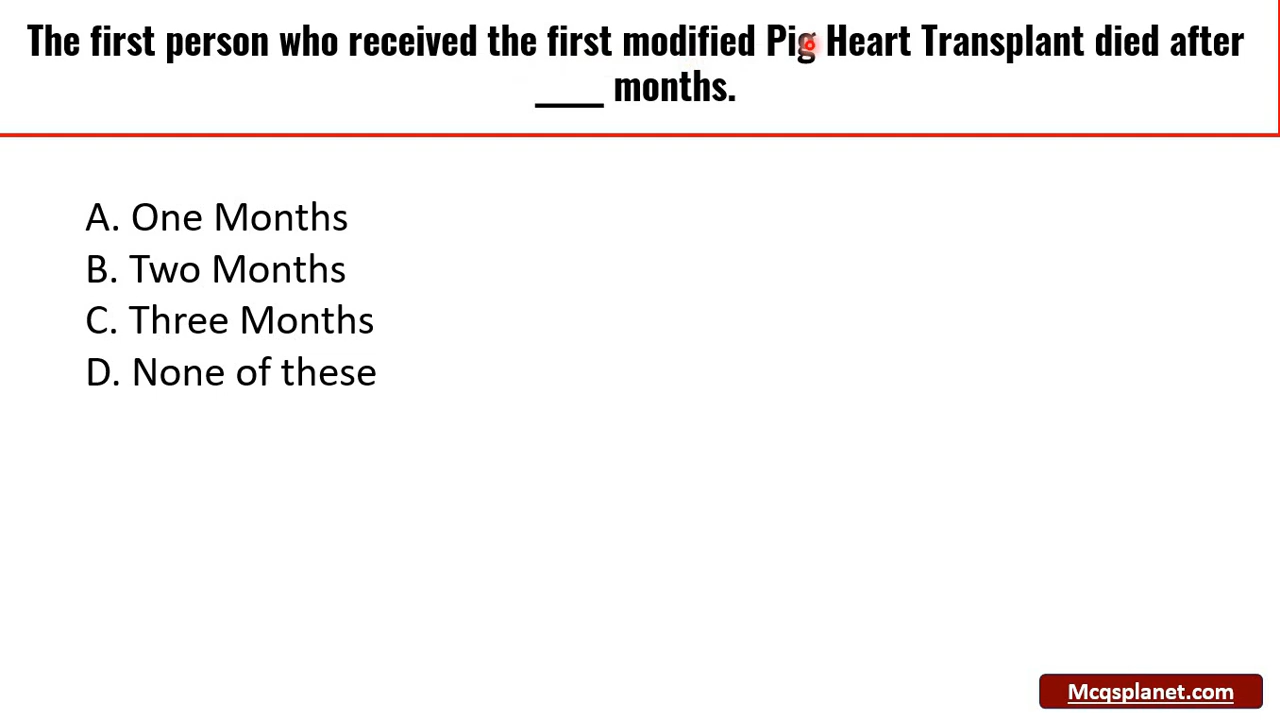 The first person who received the first modified Pig Heart Transplant died after
____ months.
A. One Months
B. Two Months
C. Three Months
D. None of these
Mcqsplanet.com